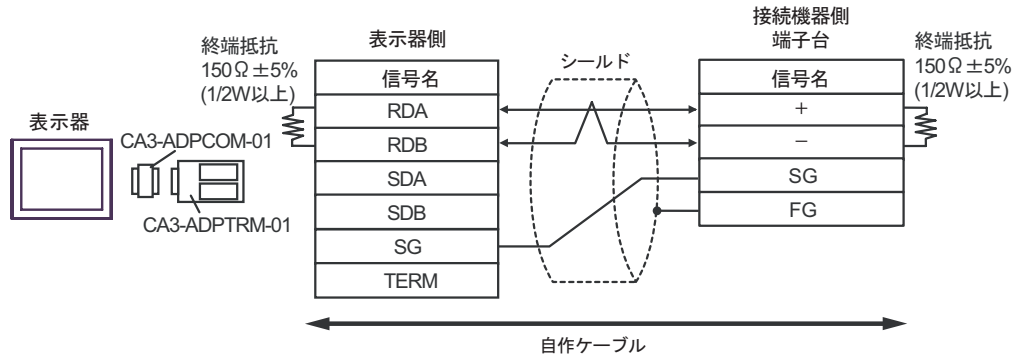 表示器
CA3-ADPCOM-01
CA3-ADPTRM-01
終端抵抗
150Ω±5%
(1/2W以上)
表示器側
信号名
RDA
RDB
SDA
SDB
SG
TERM
シールド
接続機器側
端子台
信号名
+
−
SG
FG
終端抵抗
150Ω±5%
(1/2W以上)
自作ケーブル